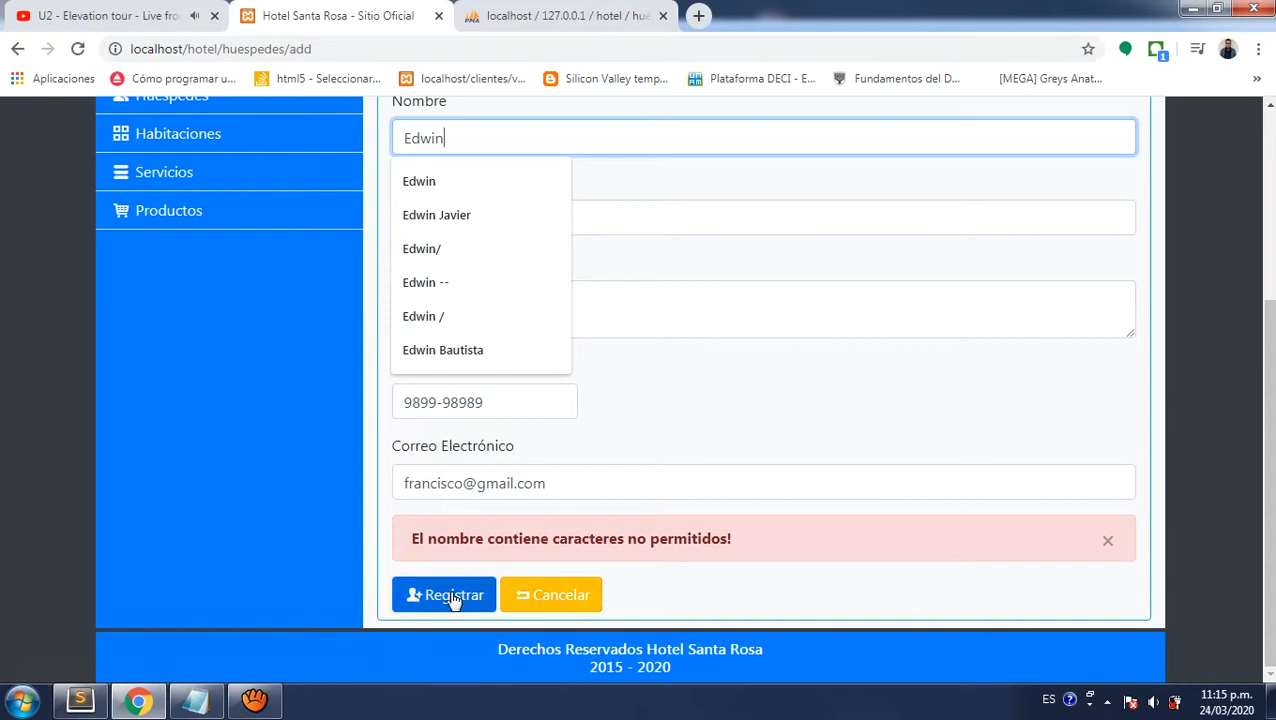 U2 - Elevation tour - Live fro
Hotel Santa Rosa - Sitio Oficial
localhost / 127.0.0.1 / hotel / hue
localhost/hotel/huespedes/add
1
Aplicaciones
Cómo programar u...
html5 - Seleccionar...
localhost/clientes/v...
Silicon Valley temp...
Plataforma DECI - E...
Fundamentos del D...
[MEGA] Greys Anat...
»
Huéspedes
Habitaciones
Servicios
Productos
Nombre
Edwin
Edwin
Edwin Javier
Edwin/
Edwin --
Edwin /
Edwin Bautista
9899-98989
Correo Electrónico
francisco@gmail.com
El nombre contiene caracteres no permitidos!
×
Registrar
Cancelar
Derechos Reservados Hotel Santa Rosa
2015 - 2020
ES
11:15 p.m.
24/03/2020